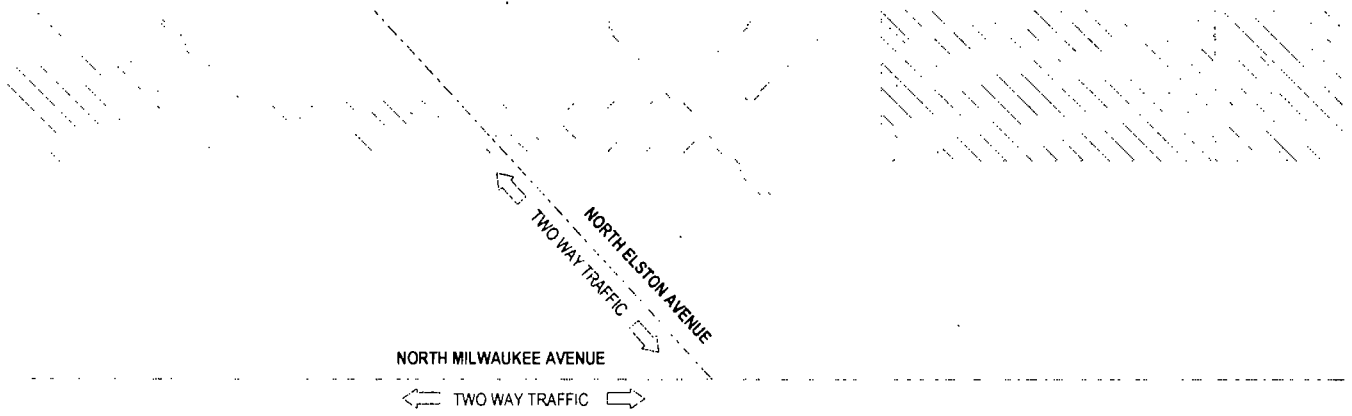 NORTH ELSTON AVENUE
TWO WAY TRAFFIC
NORTH MILWAUKEE AVENUE
TWO WAY TRAFFIC